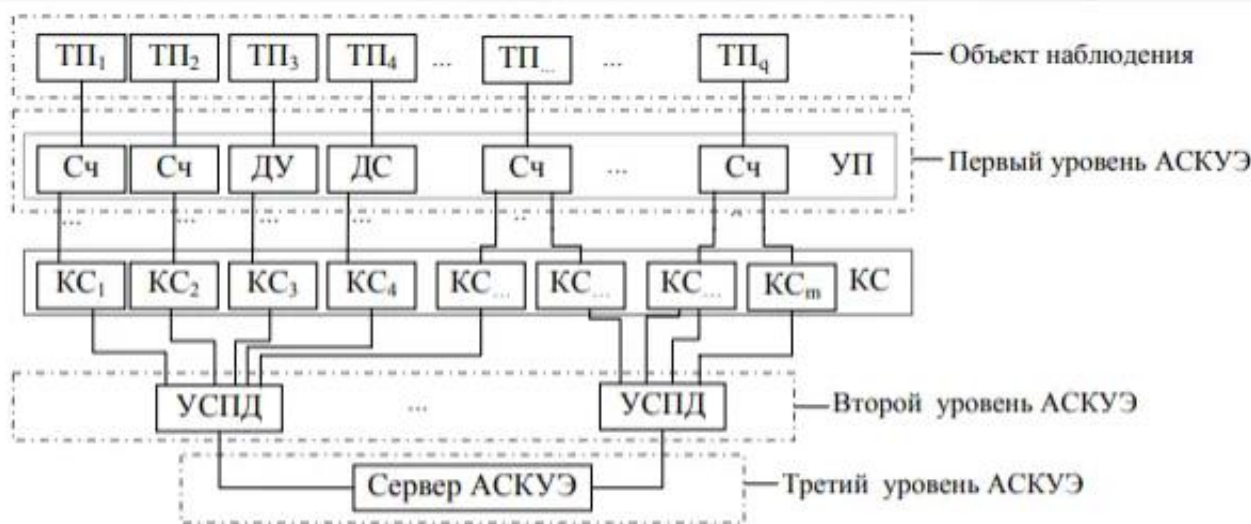 ТП1 ТП2 ТП3 ТП4 ... ТП... ... ТПq Объект наблюдения
Сч Сч ДУ ДС Сч ... Сч УП Первый уровень АСКУЭ
... ... ... ... .. ..
КС1 КС2 КС3 КС4 КС... КС... КС... КСm КС
УСПД ... УСПД Второй уровень АСКУЭ
Сервер АСКУЭ Третий уровень АСКУЭ